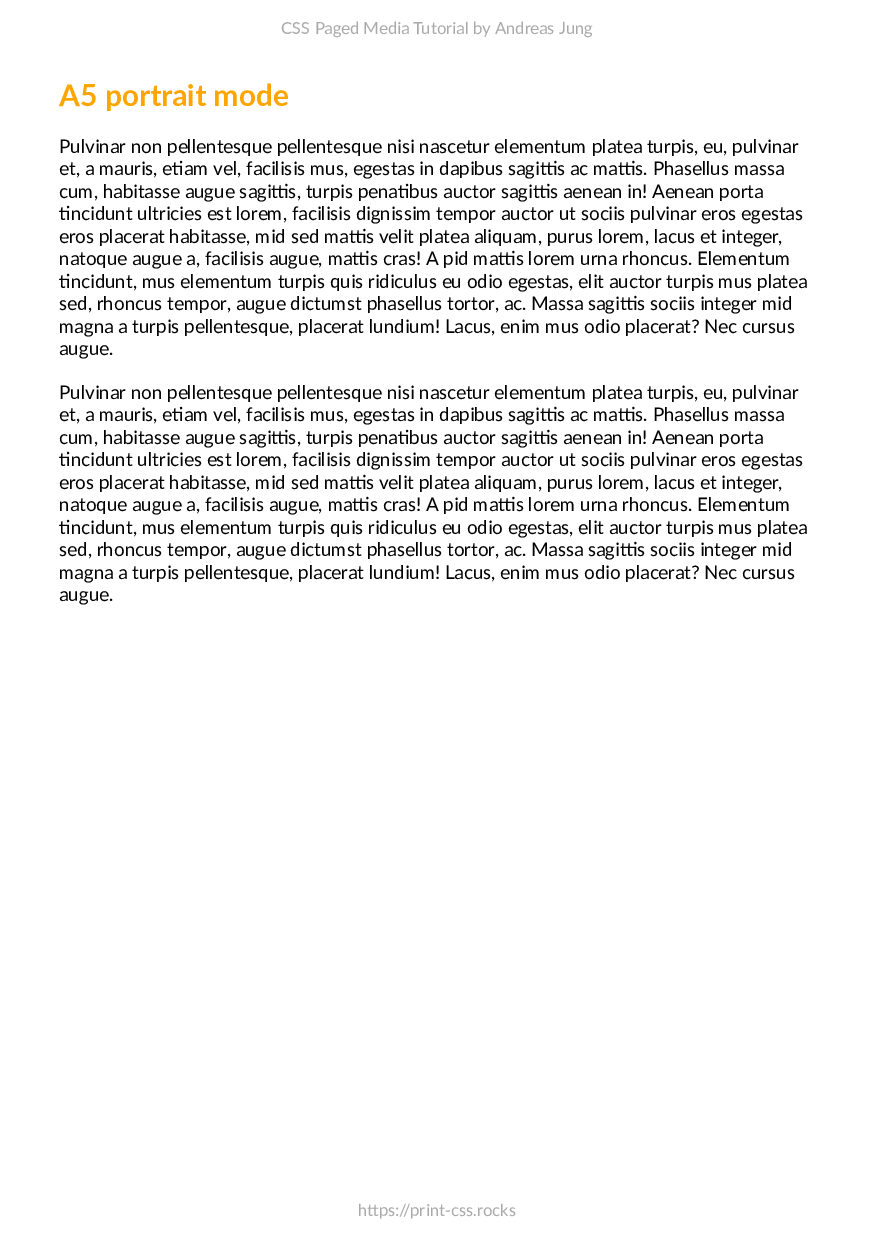 CSS Paged Media Tutorial by Andreas Jung
A5 portrait mode
Pulvinar non pellentesque pellentesque nisi nascetur elementum platea turpis, eu, pulvinar
et, a mauris, etiam vel, facilisis mus, egestas in dapibus sagittis ac mattis. Phasellus massa
cum, habitasse augue sagittis, turpis penatibus auctor sagittis aenean in! Aenean porta
tincidunt ultricies est lorem, facilisis dignissim tempor auctor ut sociis pulvinar eros egestas
eros placerat habitasse, mid sed mattis velit platea aliquam, purus lorem, lacus et integer,
natoque augue a, facilisis augue, mattis cras! A pid mattis lorem urna rhoncus. Elementum
tincidunt, mus elementum turpis quis ridiculus eu odio egestas, elit auctor turpis mus platea
sed, rhoncus tempor, augue dictumst phasellus tortor, ac. Massa sagittis sociis integer mid
magna a turpis pellentesque, placerat lundium! Lacus, enim mus odio placerat? Nec cursus
augue.
Pulvinar non pellentesque pellentesque nisi nascetur elementum platea turpis, eu, pulvinar
et, a mauris, etiam vel, facilisis mus, egestas in dapibus sagittis ac mattis. Phasellus massa
cum, habitasse augue sagittis, turpis penatibus auctor sagittis aenean in! Aenean porta
tincidunt ultricies est lorem, facilisis dignissim tempor auctor ut sociis pulvinar eros egestas
eros placerat habitasse, mid sed mattis velit platea aliquam, purus lorem, lacus et integer,
natoque augue a, facilisis augue, mattis cras! A pid mattis lorem urna rhoncus. Elementum
tincidunt, mus elementum turpis quis ridiculus eu odio egestas, elit auctor turpis mus platea
sed, rhoncus tempor, augue dictumst phasellus tortor, ac. Massa sagittis sociis integer mid
magna a turpis pellentesque, placerat lundium! Lacus, enim mus odio placerat? Nec cursus
augue.
https://print-css.rocks